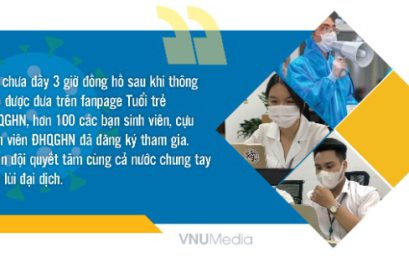 chưa đầy 3 giờ đồng hồ sau khi thông
được đưa trên fanpage Tuổi trẻ
QGHN, hơn 100 các bạn sinh viên, cựu
viên ĐHQGHN đã đăng ký tham gia.
đội quyết tâm cùng cả nước chung tay
lùi đại dịch.
VNUMedia